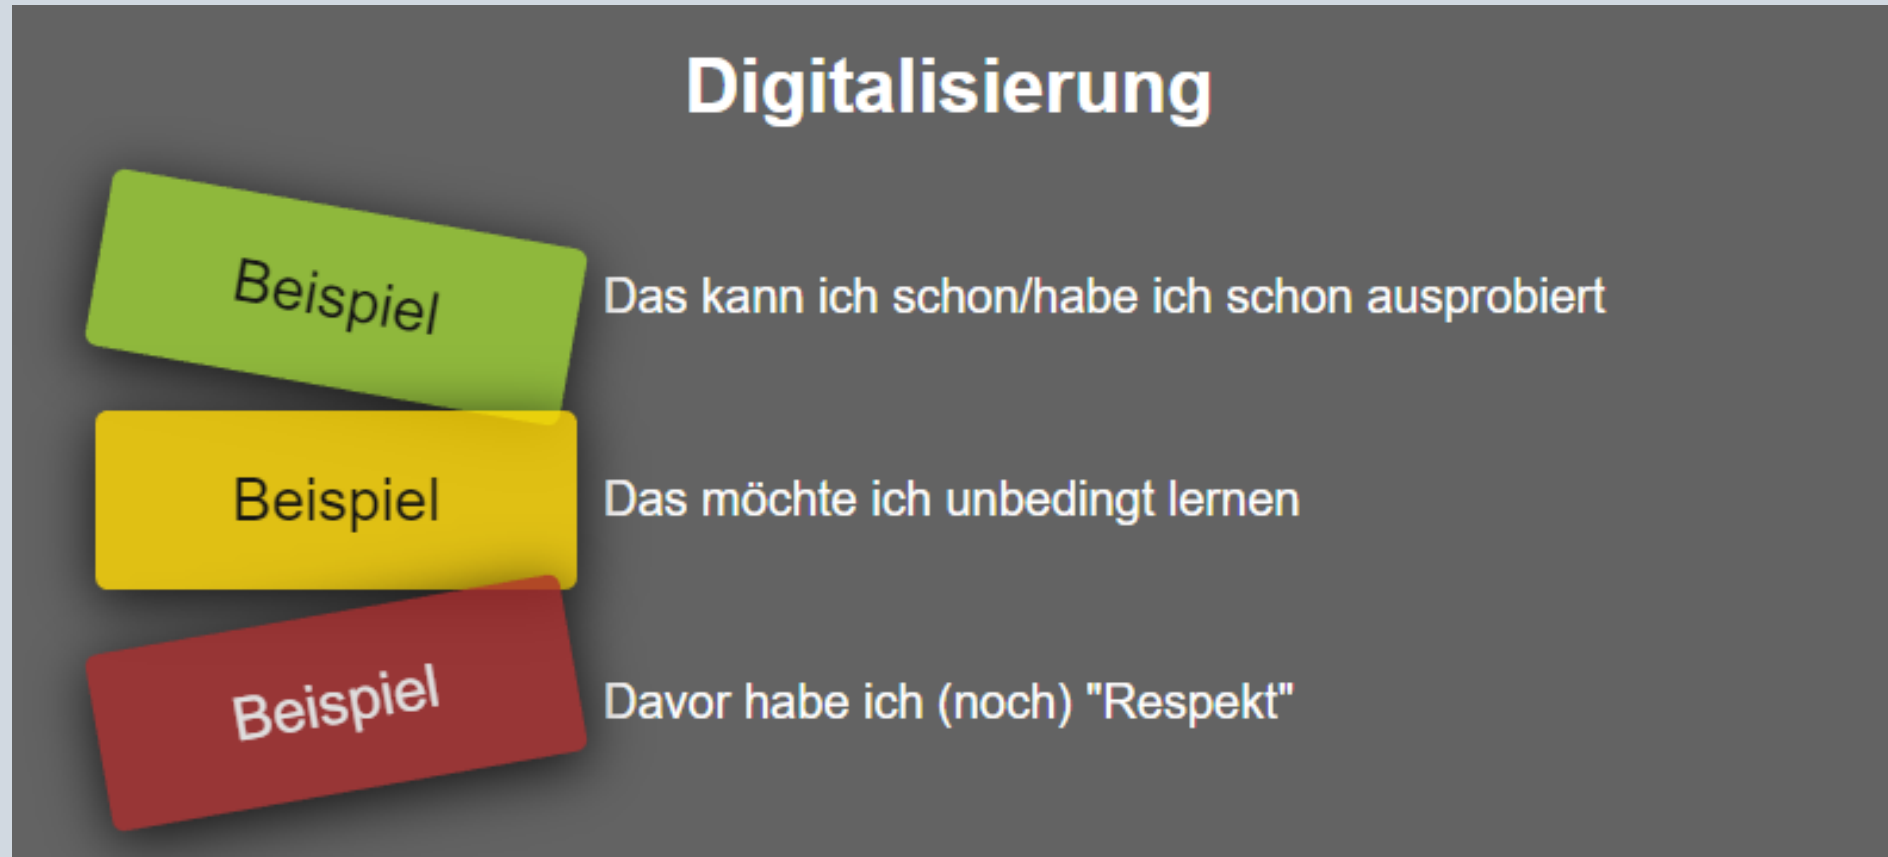 Digitalisierung
Beispiel
Das kann ich schon/habe ich schon ausprobiert
Beispiel
Das möchte ich unbedingt lernen
Beispiel
Davor habe ich (noch) "Respekt"